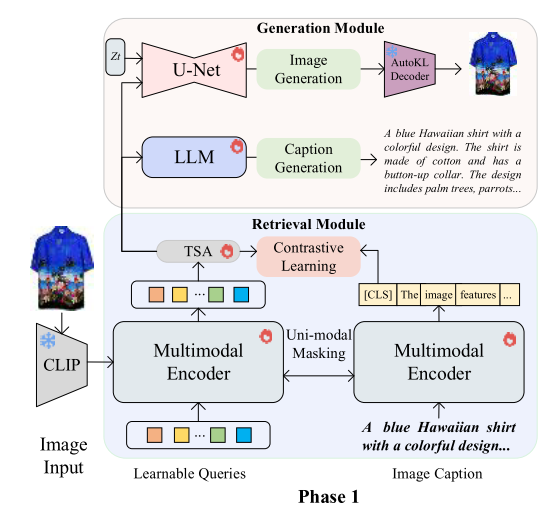 Generation Module
Zt
U-Net
Image
Generation
AutoKL
Decoder
LLM
Caption
Generation
A blue Hawaiian shirt with a
colorful design. The shirt is
made of cotton and has a
button-up collar. The design
includes palm trees, parrots...
Retrieval Module
TSA
Contrastive
Learning
...
[CLS] The image features ...
CLIP
Multimodal
Encoder
Uni-modal
Masking
Multimodal
Encoder
...
A blue Hawaiian shirt
with a colorful design...
Image
Input
Learnable Queries
Image Caption
Phase 1